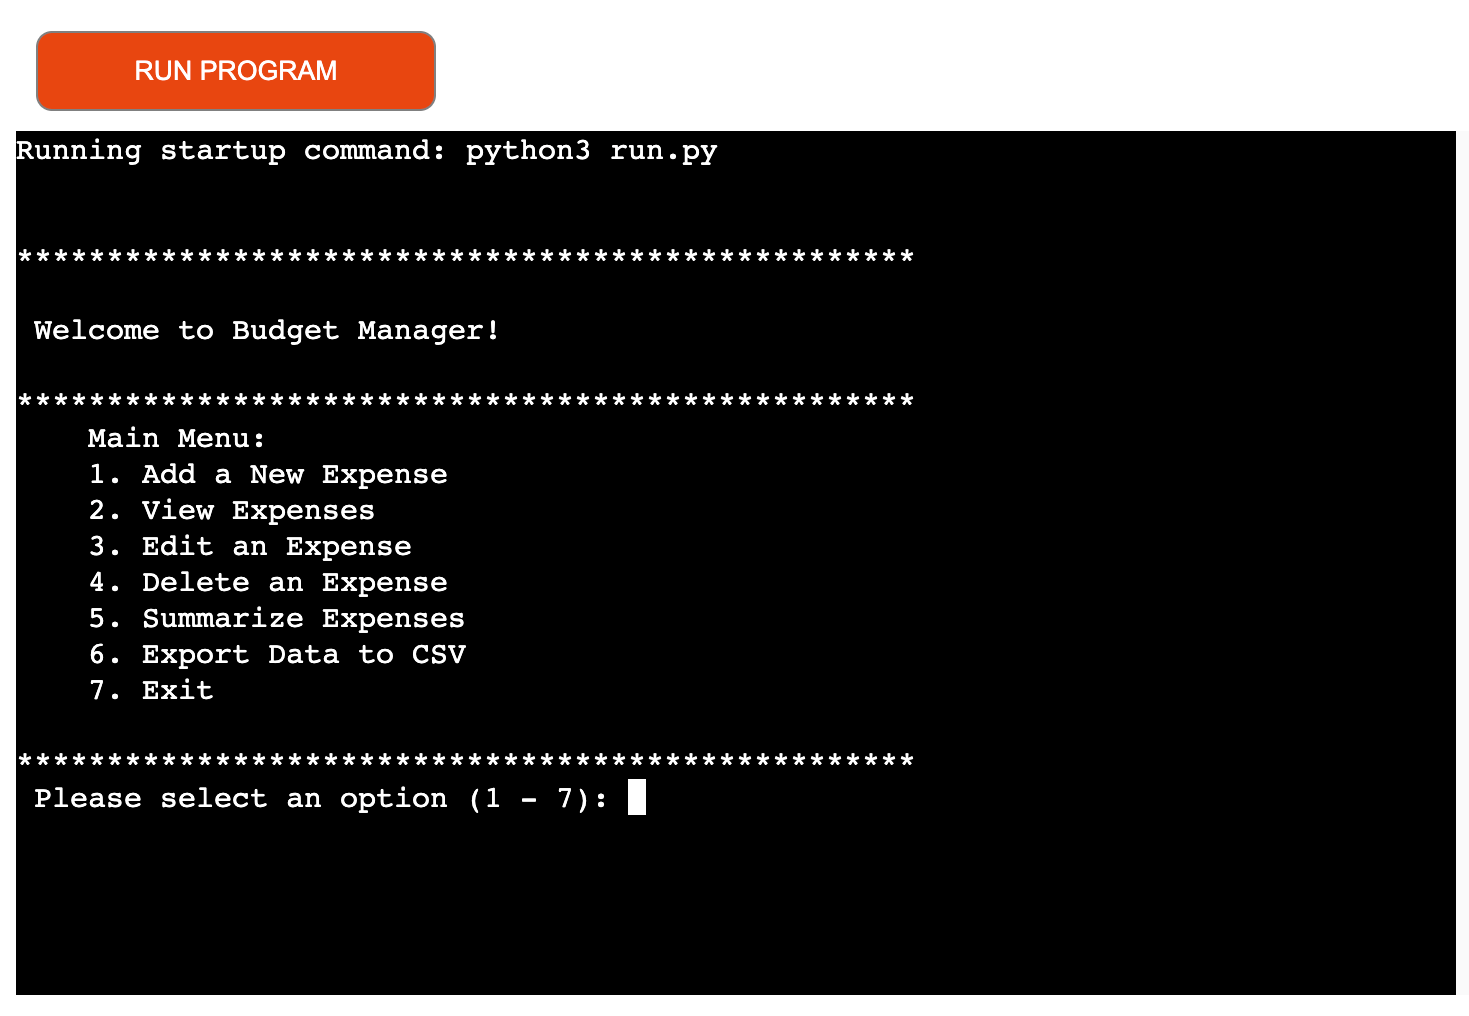 RUN PROGRAM
Running startup command: python3 run.py
**************************************************
Welcome to Budget Manager!
**************************************************
Main Menu:
1. Add a New Expense
2. View Expenses
3. Edit an Expense
4. Delete an Expense
5. Summarize Expenses
6. Export Data to CSV
7. Exit
**************************************************
Please select an option (1 - 7):